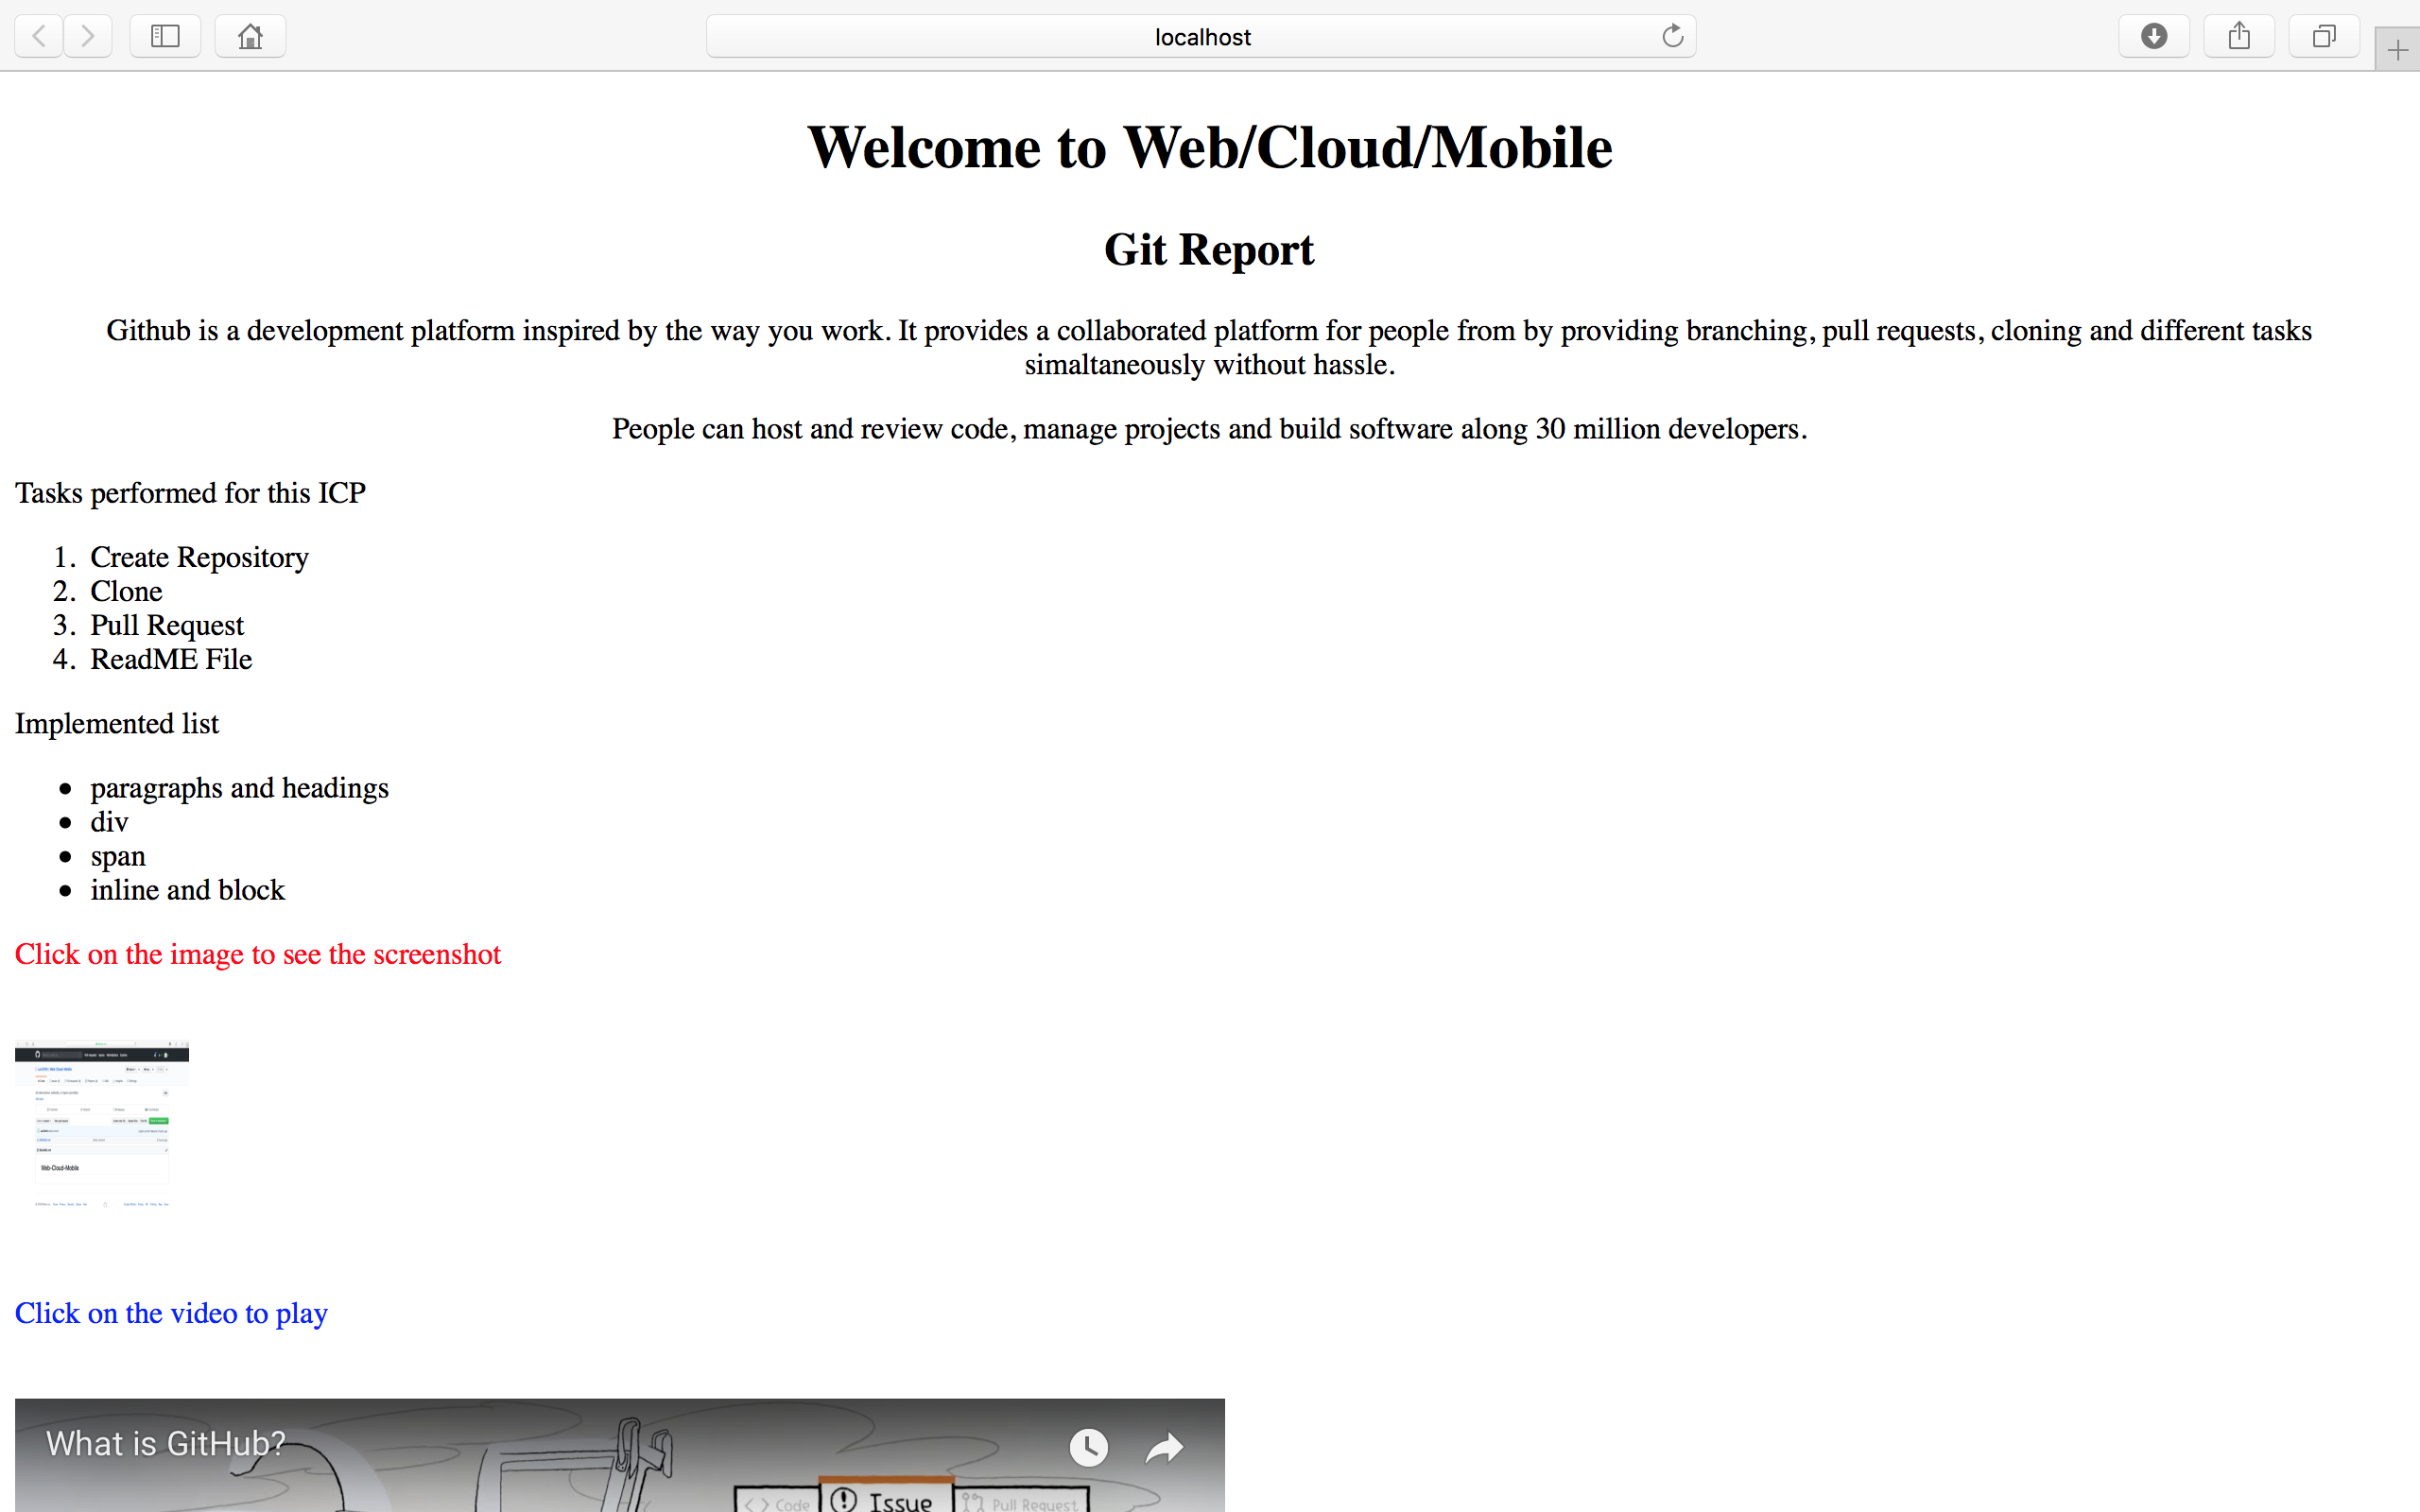 localhost
Welcome to Web/Cloud/Mobile
Git Report
Github is a development platform inspired by the way you work. It provides a collaborated platform for people from by providing branching, pull requests, cloning and different tasks
simaltaneously without hassle.
People can host and review code, manage projects and build software along 30 million developers.
Tasks performed for this ICP
1. Create Repository
2. Clone
3. Pull Request
4. ReadME File
Implemented list
• paragraphs and headings
• div
• span
• inline and block
Click on the image to see the screenshot
Web-Cloud-Mobile
Click on the video to play
What is GitHub?
Code
Issue
Pull Request